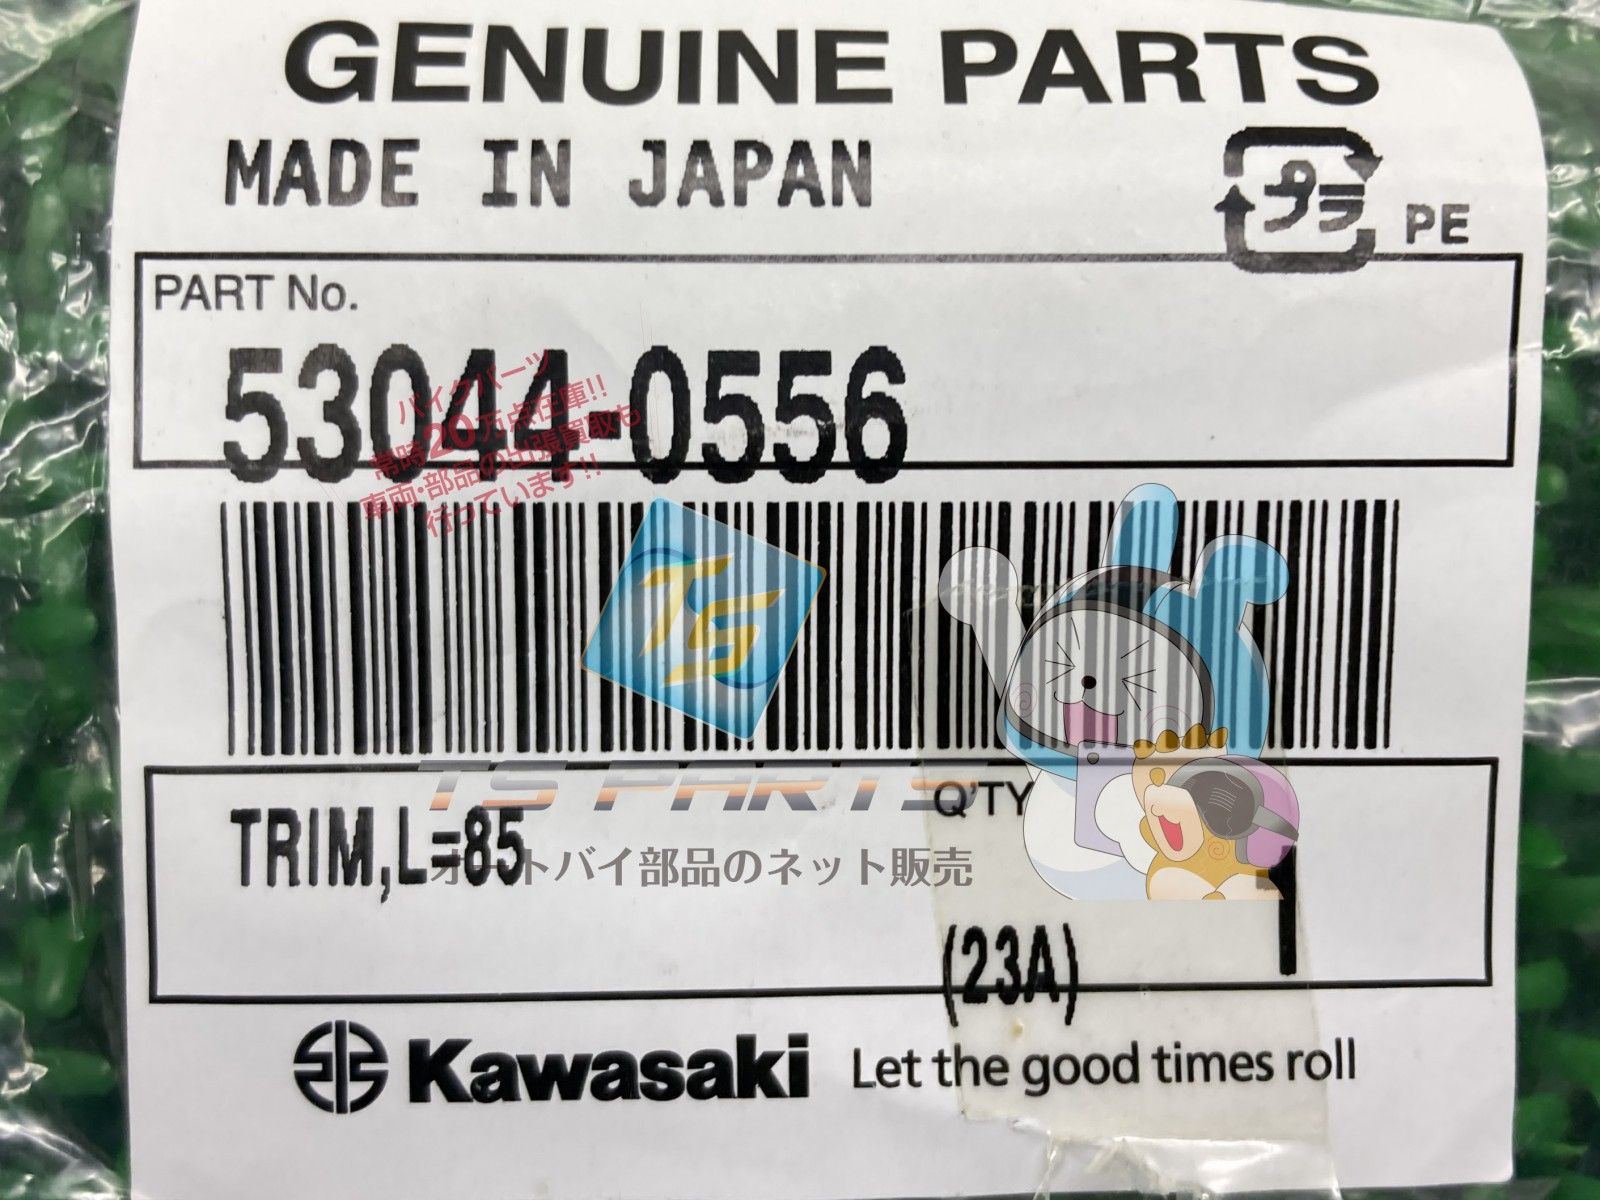 GENUINE PARTS
MADE IN JAPAN
プラ PE
PART No.
53044-0556
バイクパーツ
常時20万点在庫!!
車両・部品の出張買取も
行っています!!
TS
TS PARTS
Q'TY
TRIM,L=85
オートバイ部品のネット販売
1
(23A)
Kawasaki Let the good times roll